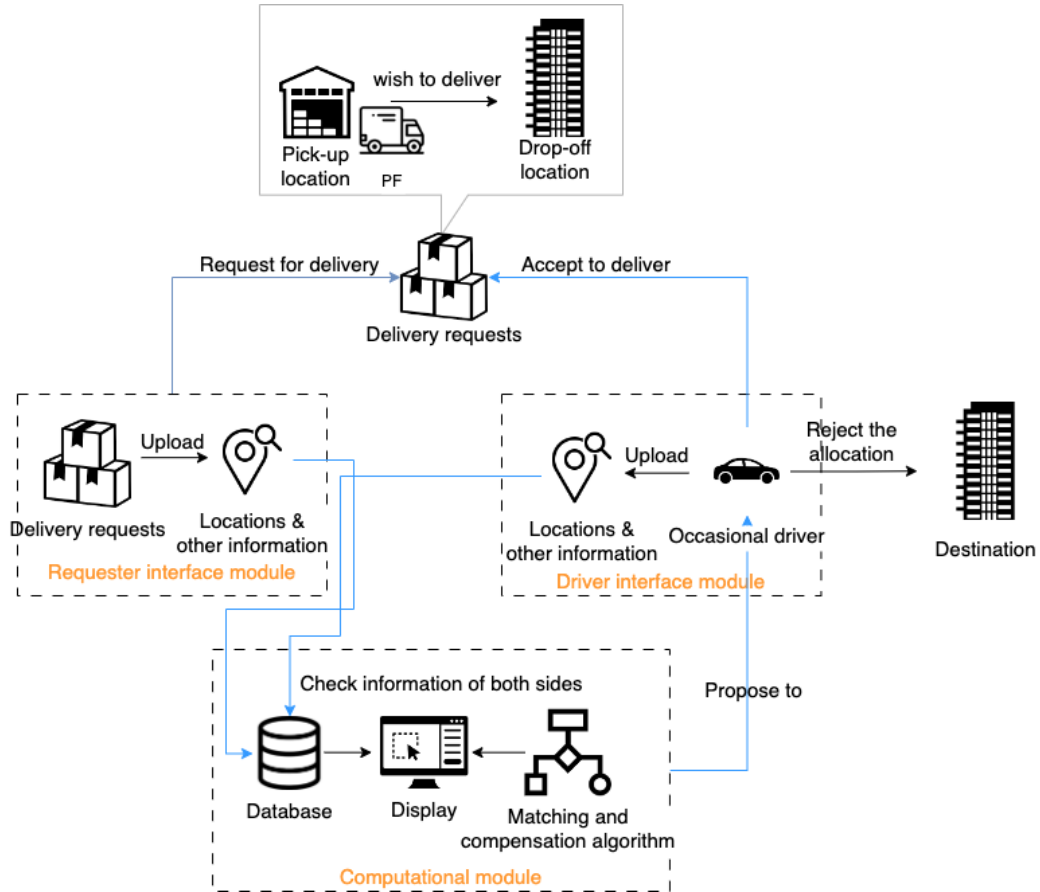 wish to deliver
Pick-up
location
PF
Drop-off
location
Request for delivery
Accept to deliver
Delivery requests
Upload
Delivery requests
Locations &
other information
Requester interface module
Upload
Locations &
other information
Occasional driver
Driver interface module
Reject the
allocation
Destination
Propose to
Check information of both sides
Database
Display
Matching and
compensation algorithm
Computational module